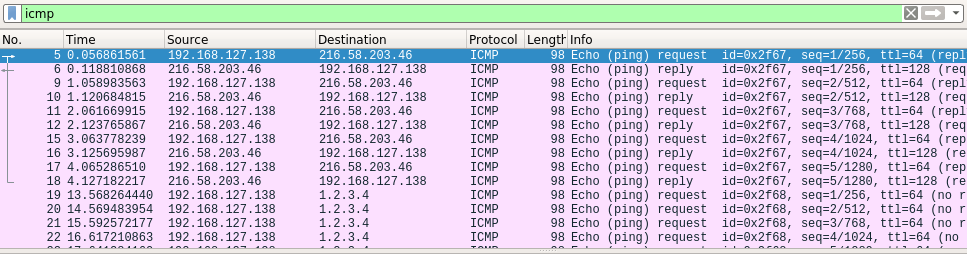 icmp
No. Time Source Destination Protocol Length Info
5 0.056861561 192.168.127.138 216.58.203.46 ICMP 98 Echo (ping) request id=0x2f67, seq=1/256, ttl=64 (repl
6 0.118810868 216.58.203.46 192.168.127.138 ICMP 98 Echo (ping) reply id=0x2f67, seq=1/256, ttl=128 (req
9 1.058983563 192.168.127.138 216.58.203.46 ICMP 98 Echo (ping) request id=0x2f67, seq=2/512, ttl=64 (repl
10 1.120684815 216.58.203.46 192.168.127.138 ICMP 98 Echo (ping) reply id=0x2f67, seq=2/512, ttl=128 (req
11 2.061669915 192.168.127.138 216.58.203.46 ICMP 98 Echo (ping) request id=0x2f67, seq=3/768, ttl=64 (repl
12 2.123765867 216.58.203.46 192.168.127.138 ICMP 98 Echo (ping) reply id=0x2f67, seq=3/768, ttl=128 (req
15 3.063778239 192.168.127.138 216.58.203.46 ICMP 98 Echo (ping) request id=0x2f67, seq=4/1024, ttl=64 (rep
16 3.125695987 216.58.203.46 192.168.127.138 ICMP 98 Echo (ping) reply id=0x2f67, seq=4/1024, ttl=128 (re
17 4.065286510 192.168.127.138 216.58.203.46 ICMP 98 Echo (ping) request id=0x2f67, seq=5/1280, ttl=64 (rep
18 4.127182217 216.58.203.46 192.168.127.138 ICMP 98 Echo (ping) reply id=0x2f67, seq=5/1280, ttl=128 (re
19 13.568264440 192.168.127.138 1.2.3.4 ICMP 98 Echo (ping) request id=0x2f68, seq=1/256, ttl=64 (no r
20 14.569483954 192.168.127.138 1.2.3.4 ICMP 98 Echo (ping) request id=0x2f68, seq=2/512, ttl=64 (no r
21 15.592572177 192.168.127.138 1.2.3.4 ICMP 98 Echo (ping) request id=0x2f68, seq=3/768, ttl=64 (no r
22 16.617210863 192.168.127.138 1.2.3.4 ICMP 98 Echo (ping) request id=0x2f68, seq=4/1024, ttl=64 (no